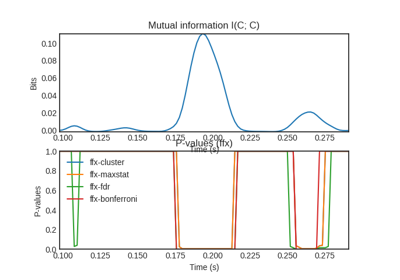 Mutual information I(C; C)
0.10
0.08
0.06
0.04
0.02
0.00
Bits
0.100 0.125 0.150 0.175 0.200 0.225 0.250 0.275
Time (s)
P-values (ffx)
1.0
0.8
0.6
0.4
0.2
0.0
P-values
ffx-cluster
ffx-maxstat
ffx-fdr
ffx-bonferroni
0.100 0.125 0.150 0.175 0.200 0.225 0.250 0.275
Time (s)